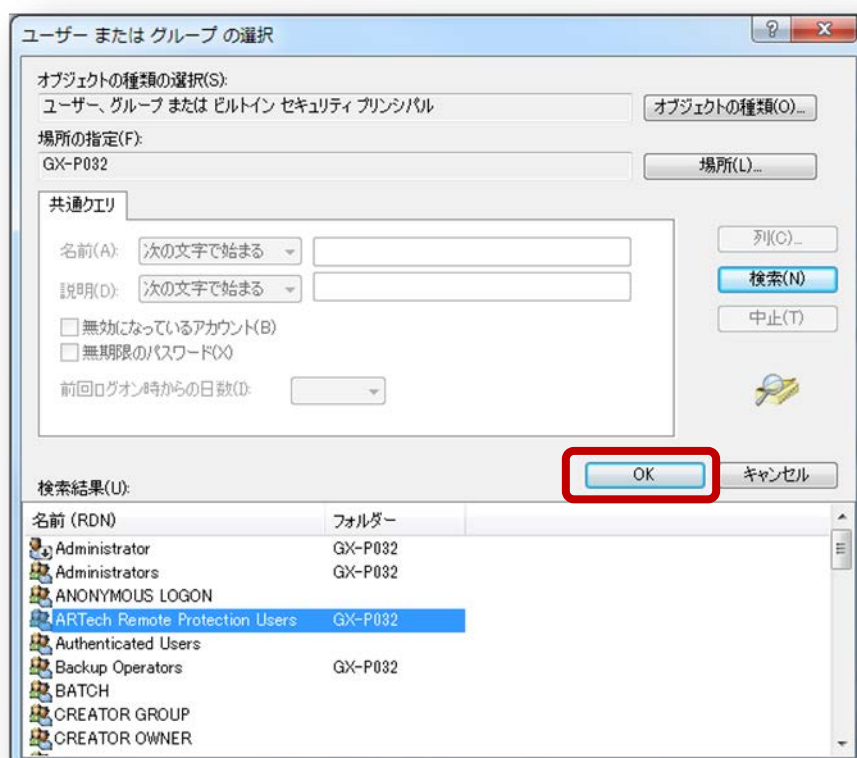 ユーザー または グループ の選択
オブジェクトの種類の選択(S):
ユーザー、グループ または ビルトイン セキュリティ プリンシパル
オブジェクトの種類(O)...
場所の指定(F):
GX-P032
場所(L)...
共通クエリ
名前(A):
次の文字で始まる
列(C)...
説明(D):
次の文字で始まる
検索(N)
無効になっているアカウント(B)
中止(T)
無期限のパスワード(X)
前回ログオン時からの日数(I):
OK
キャンセル
検索結果(U):
名前 (RDN) フォルダー
Administrator GX-P032
Administrators GX-P032
ANONYMOUS LOGON
ARTech Remote Protection Users GX-P032
Authenticated Users
Backup Operators GX-P032
BATCH
CREATOR GROUP
CREATOR OWNER